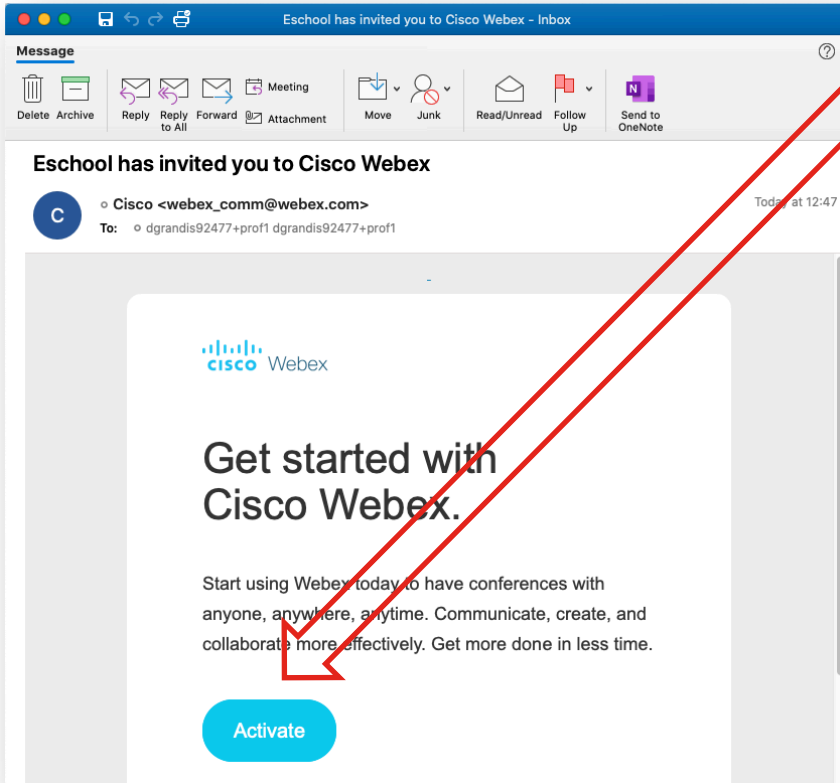 Eschool has invited you to Cisco Webex - Inbox
Message
Delete Archive Reply Reply to All Forward Meeting Attachment Move Junk Read/Unread Follow Up Send to OneNote
Eschool has invited you to Cisco Webex
C
Cisco <webex_comm@webex.com>
Today at 12:47
To: dgrandis92477+prof1 dgrandis92477+prof1
CISCO Webex
Get started with
Cisco Webex.
Start using Webex today to have conferences with
anyone, anywhere, anytime. Communicate, create, and
collaborate more effectively. Get more done in less time.
Activate